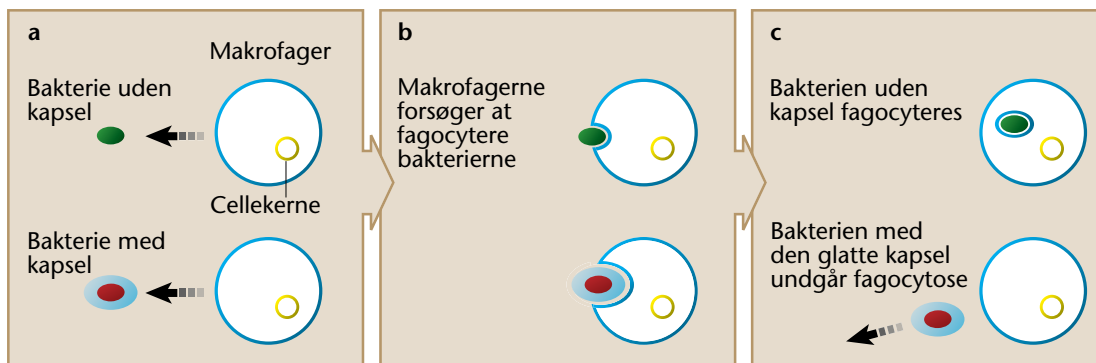 a
Makrofager
Bakterie uden
kapsel
Cellekerne
Bakterie med
kapsel
b
Makrofagerne
forsøger at
fagocytere
bakterierne
c
Bakterien uden
kapsel fagocyteres
Bakterien med
den glatte kapsel
undgår fagocytose